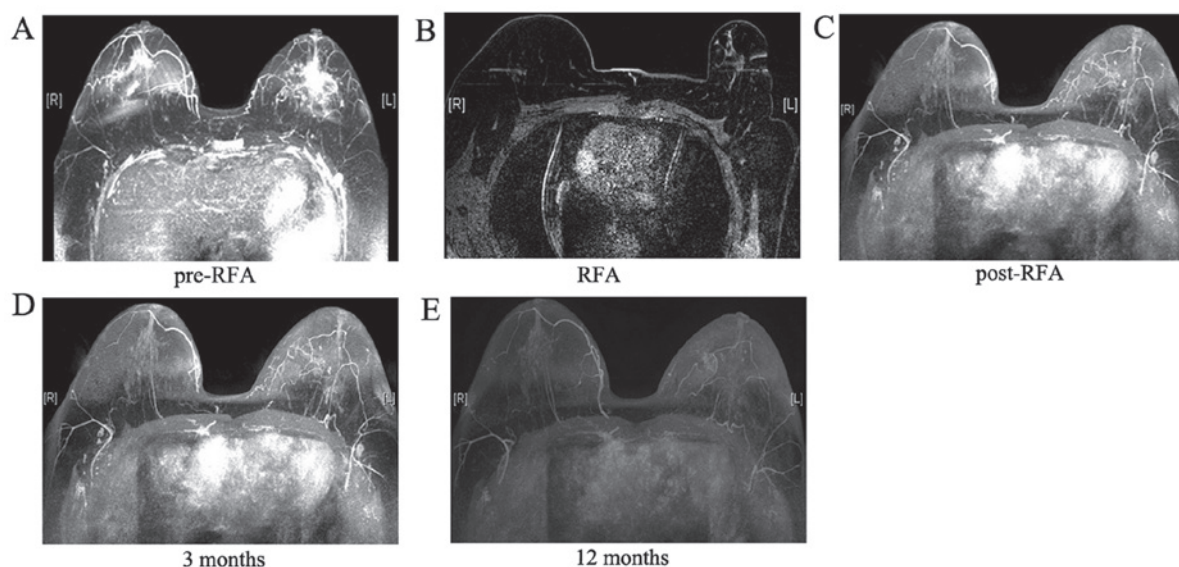 A
[R]
[L]
pre-RFA
B
[R]
[L]
RFA
C
[R]
[L]
post-RFA
D
[R]
[L]
3 months
E
[R]
[L]
12 months